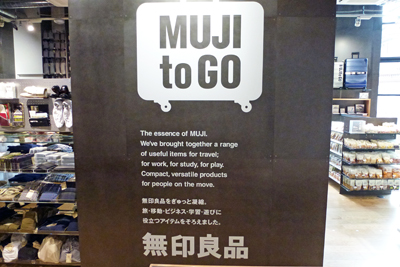 MUJI
to GO
The essence of MUJI.
We've brought together a range
of useful items for travel;
for work, for study, for play.
Compact, versatile products
for people on the move.
無印良品をぎゅっと凝縮。
旅・移動・ビジネス・学習・遊びに
役立つアイテムをそろえました。
無印良品